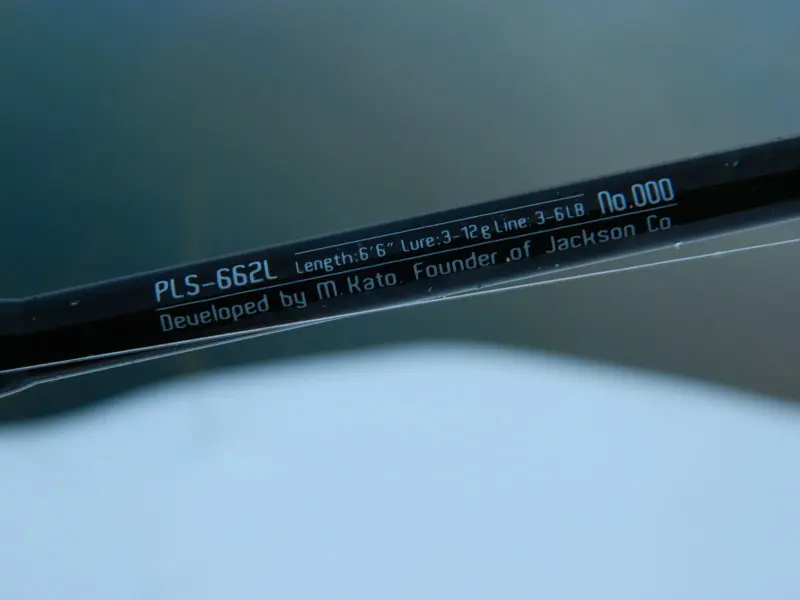 PLS-662L Length:6'6" Lure:3-12g Line:3-6LB No.000
Developed by M.Kato. Founder of Jackson Co.